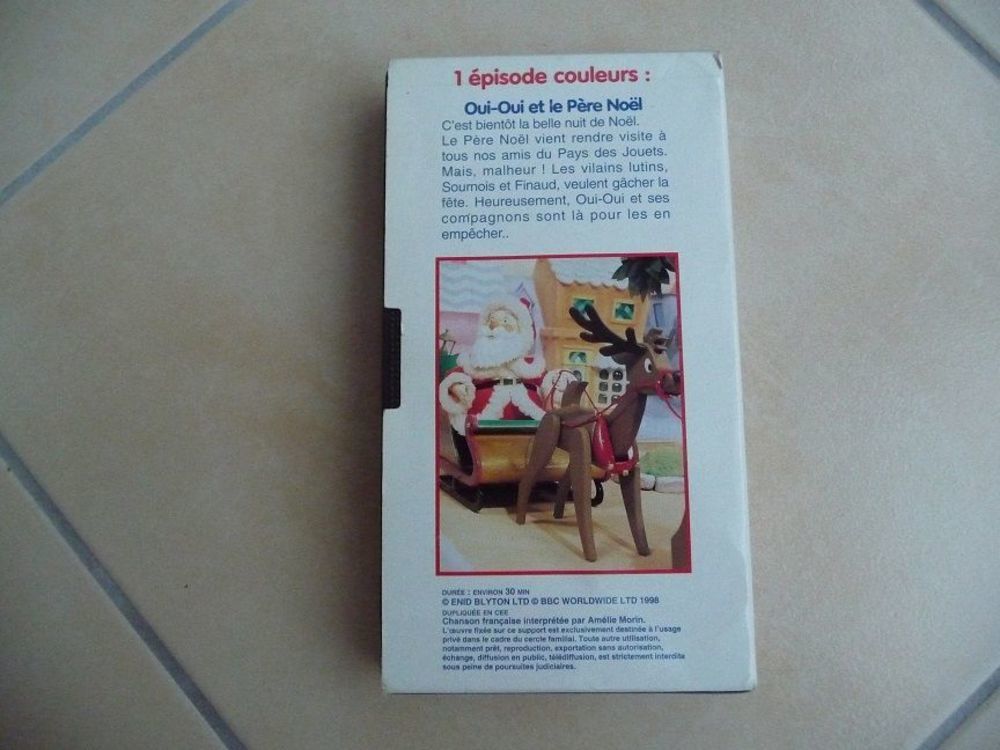 1 épisode couleurs :
Oui-Oui et le Père Noël
C'est bientôt la belle nuit de Noël.
Le Père Noël vient rendre visite à
tous nos amis du Pays des Jouets.
Mais, malheur ! Les vilains lutins,
Sournois et Finaud, veulent gâcher la
fête. Heureusement, Oui-Oui et ses
compagnons sont là pour les en
empêcher..
DURÉE : ENVIRON 30 MIN
© ENID BLYTON LTD © BBC WORLDWIDE LTD 1998
DUPLIQUÉE EN CEE
Chanson française interprétée par Amélie Morin.
L'œuvre fixée sur ce support est exclusivement destinée à l'usage
privé dans le cadre du cercle familial. Toute autre utilisation,
notamment prêt, reproduction, exportation sans autorisation,
échange, diffusion en public, télédiffusion, est strictement interdite
sous peine de poursuites judiciaires.